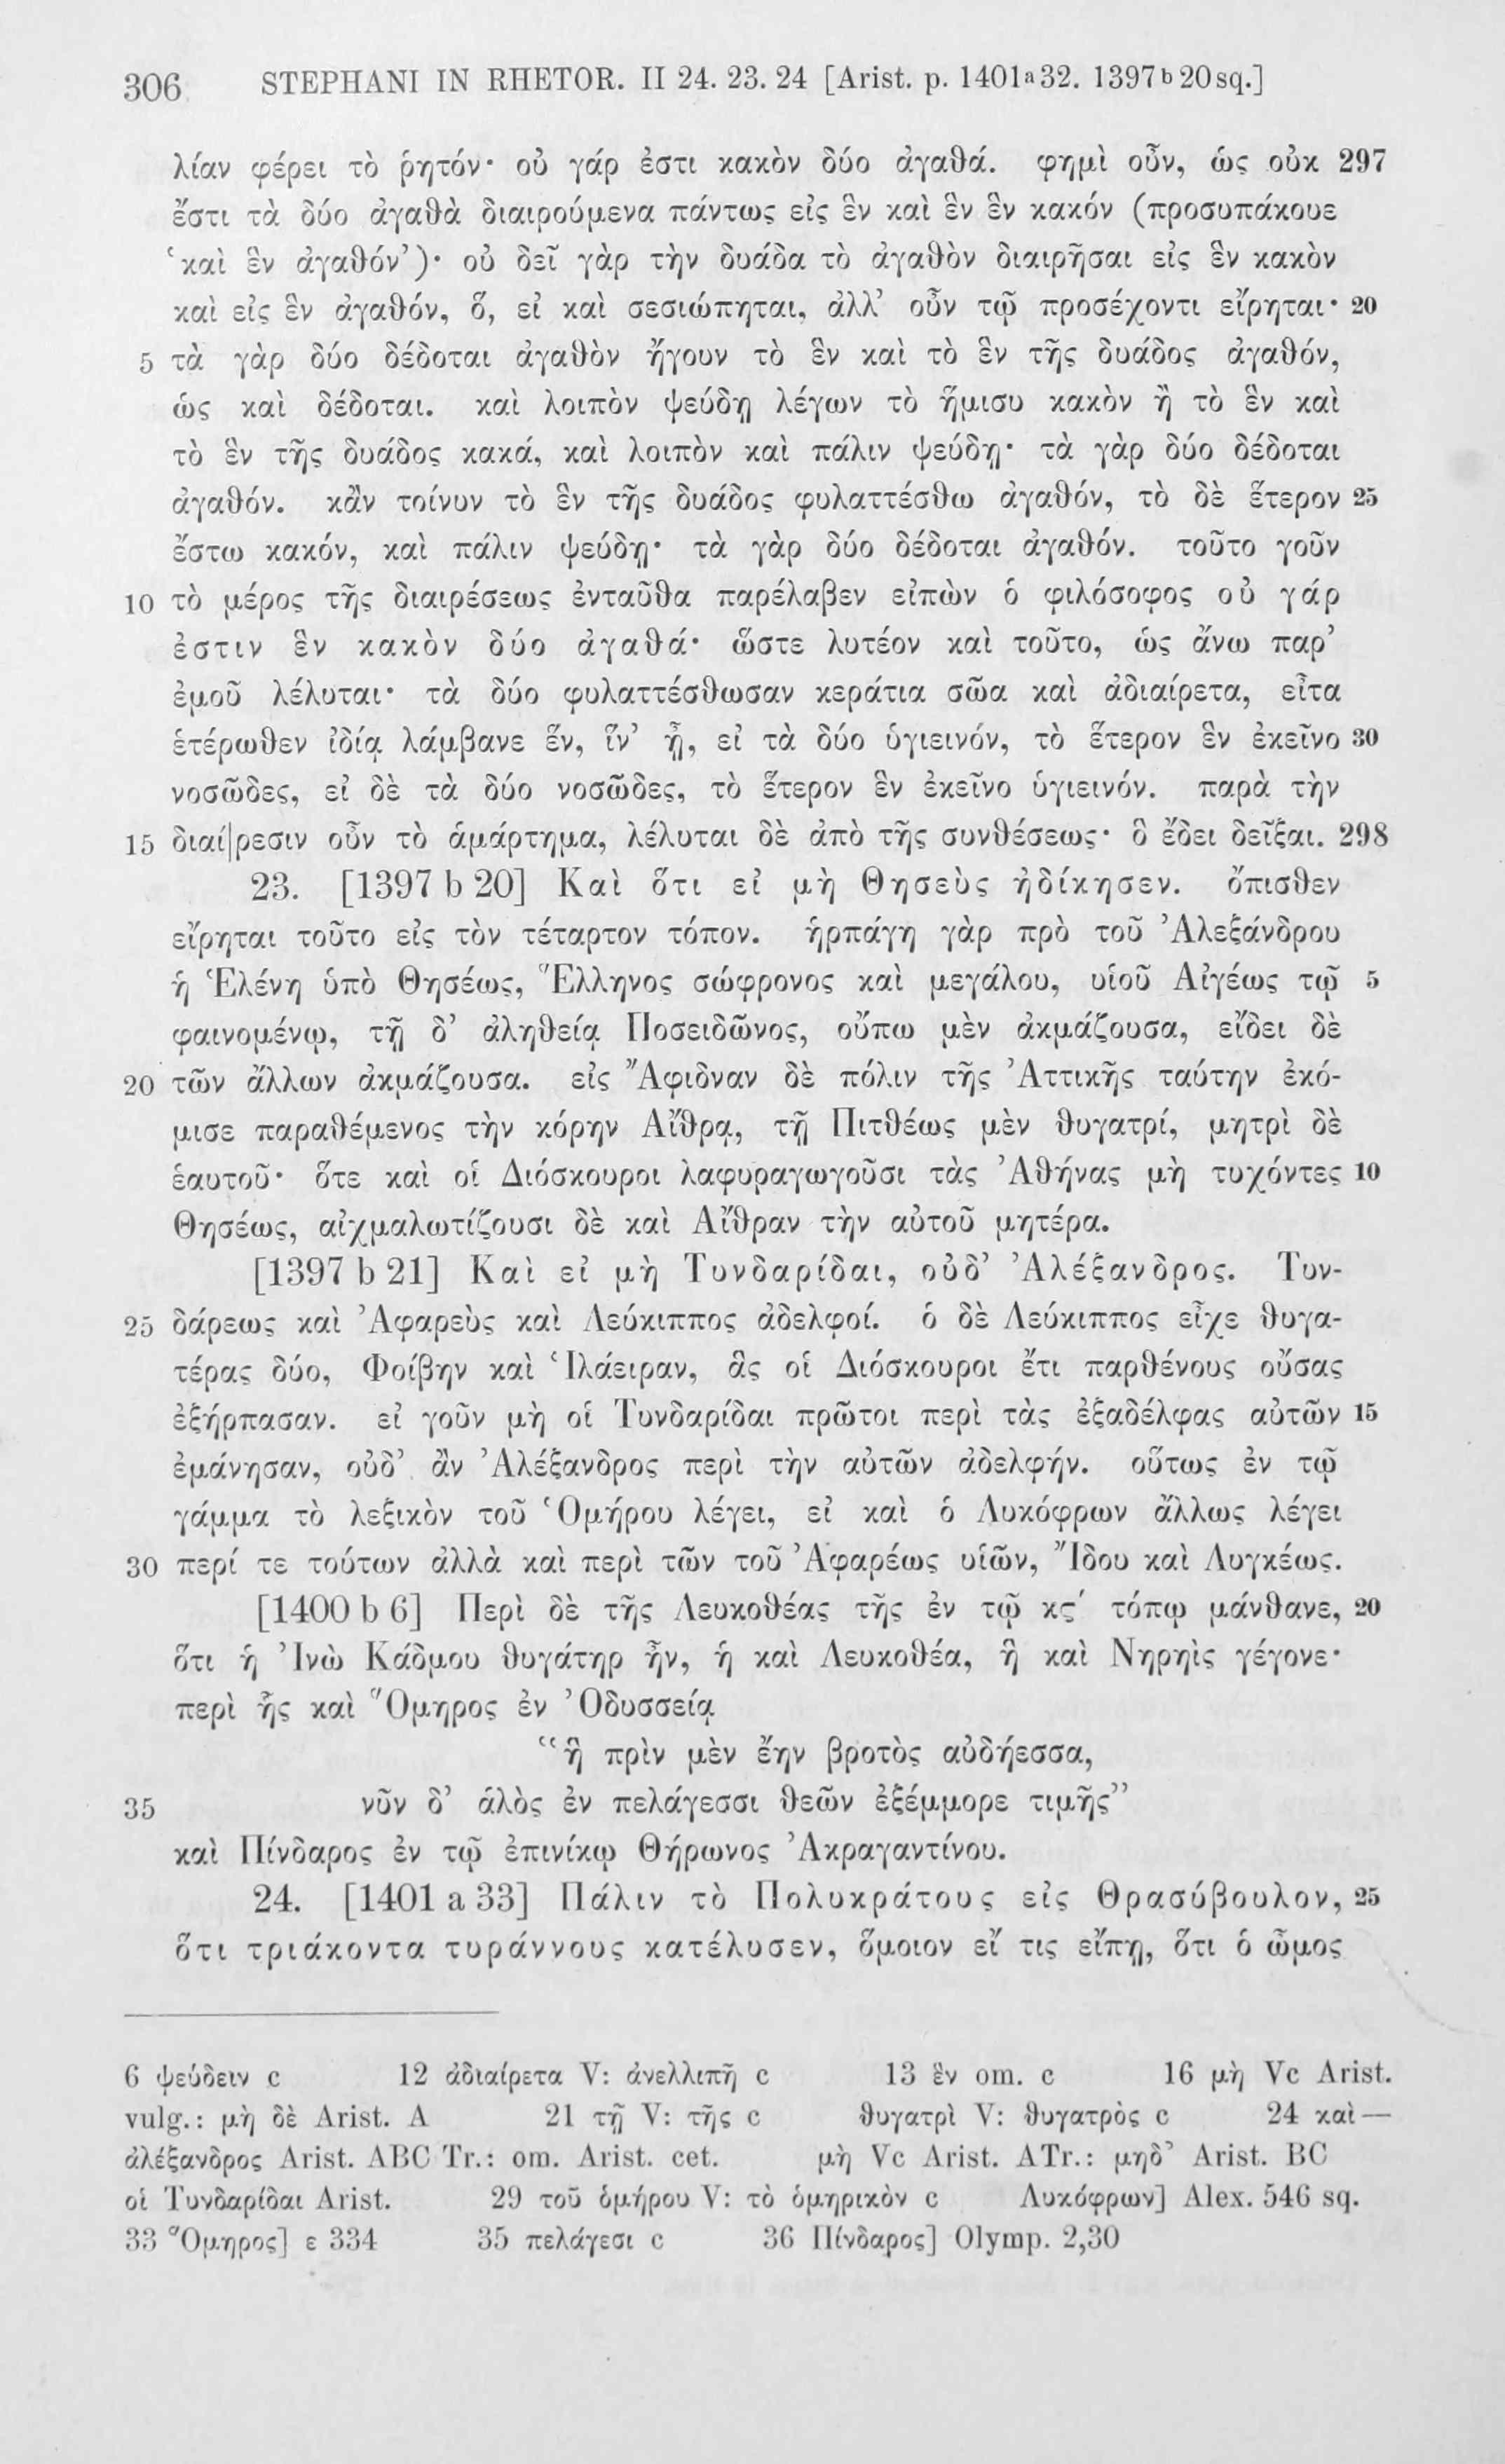 306 STEPHANI IN RHETOR. II 24. 23. 24 [Arist. p. 1401a32. 1397b20sq.]
λίαν φέρει τὸ ῥητόν· οὐ γάρ ἐστι κακὸν δύο ἀγαθά. φημὶ οὖν, ὡς οὐκ 297
ἔστι τὰ δύο ἀγαθὰ διαιρούμενα πάντως εἰς ἓν καὶ ἓν ἓν κακόν (προσυπάκουε
‘καὶ ἓν ἀγαθόν’)· οὐ δεῖ γὰρ τὴν δυάδα τὸ ἀγαθὸν διαιρῆσαι εἰς ἓν κακὸν
καὶ εἰς ἓν ἀγαθόν, ὅ, εἰ καὶ σεσιώπηται, ἀλλ’ οὖν τῷ προσέχοντι εἴρηται· 20
5 τὰ γὰρ δύο δέδοται ἀγαθὸν ἤγουν τὸ ἓν καὶ τὸ ἓν τῆς δυάδος ἀγαθόν,
ὡς καὶ δέδοται. καὶ λοιπὸν ψεύδῃ λέγων τὸ ἥμισυ κακὸν ἢ τὸ ἓν καὶ
τὸ ἓν τῆς δυάδος κακά, καὶ λοιπὸν καὶ πάλιν ψεύδῃ· τὰ γὰρ δύο δέδοται
ἀγαθόν. κἂν τοίνυν τὸ ἓν τῆς δυάδος φυλαττέσθω ἀγαθόν, τὸ δὲ ἕτερον 25
ἔστω κακόν, καὶ πάλιν ψεύδῃ· τὰ γὰρ δύο δέδοται ἀγαθόν. τοῦτο γοῦν
10 τὸ μέρος τῆς διαιρέσεως ἐνταῦθα παρέλαβεν εἰπὼν ὁ φιλόσοφος οὐ γάρ
ἐστιν ἓν κακὸν δύο ἀγαθά· ὥστε λυτέον καὶ τοῦτο, ὡς ἄνω παρ’
ἐμοῦ λέλυται· τὰ δύο φυλαττέσθωσαν κεράτια σῶα καὶ ἀδιαίρετα, εἶτα
ἑτέρωθεν ἰδίᾳ λάμβανε ἕν, ἵν’ ᾖ, εἰ τὰ δύο ὑγιεινόν, τὸ ἕτερον ἓν ἐκεῖνο 30
νοσῶδες, εἰ δὲ τὰ δύο νοσῶδες, τὸ ἕτερον ἓν ἐκεῖνο ὑγιεινόν. παρὰ τὴν
15 διαί|ρεσιν οὖν τὸ ἁμάρτημα, λέλυται δὲ ἀπὸ τῆς συνθέσεως· ὃ ἔδει δεῖξαι. 298
23. [1397 b 20] Καὶ ὅτι εἰ μὴ Θησεὺς ἠδίκησεν. ὄπισθεν
εἴρηται τοῦτο εἰς τὸν τέταρτον τόπον. ἡρπάγη γὰρ πρὸ τοῦ Ἀλεξάνδρου
ἡ Ἑλένη ὑπὸ Θησέως, Ἕλληνος σώφρονος καὶ μεγάλου, υἱοῦ Αἰγέως τῷ 5
φαινομένῳ, τῇ δ’ ἀληθείᾳ Ποσειδῶνος, οὔπω μὲν ἀκμάζουσα, εἴδει δὲ
20 τῶν ἄλλων ἀκμάζουσα. εἰς Ἄφιδναν δὲ πόλιν τῆς Ἀττικῆς ταύτην ἐκό-
μισε παραθέμενος τὴν κόρην Αἴθρᾳ, τῇ Πιτθέως μὲν θυγατρί, μητρὶ δὲ
ἑαυτοῦ· ὅτε καὶ οἱ Διόσκουροι λαφυραγωγοῦσι τὰς Ἀθήνας μὴ τυχόντες 10
Θησέως, αἰχμαλωτίζουσι δὲ καὶ Αἴθραν τὴν αὐτοῦ μητέρα.
[1397 b 21] Καὶ εἰ μὴ Τυνδαρίδαι, οὐδ’ Ἀλέξανδρος. Τυν-
25 δάρεως καὶ Ἀφαρεὺς καὶ Λεύκιππος ἀδελφοί. ὁ δὲ Λεύκιππος εἶχε θυγα-
τέρας δύο, Φοίβην καὶ Ἱλάειραν, ἃς οἱ Διόσκουροι ἔτι παρθένους οὔσας
ἐξήρπασαν. εἰ γοῦν μὴ οἱ Τυνδαρίδαι πρῶτοι περὶ τὰς ἐξαδέλφας αὐτῶν 15
ἐμάνησαν, οὐδ’ ἂν Ἀλέξανδρος περὶ τὴν αὐτῶν ἀδελφήν. οὕτως ἐν τῷ
γάμμα τὸ λεξικὸν τοῦ Ὁμήρου λέγει, εἰ καὶ ὁ Λυκόφρων ἄλλως λέγει
30 περί τε τούτων ἀλλὰ καὶ περὶ τῶν τοῦ Ἀφαρέως υἱῶν, Ἴδου καὶ Λυγκέως.
[1400 b 6] Περὶ δὲ τῆς Λευκοθέας τῆς ἐν τῷ κϛ′ τόπῳ μάνθανε, 20
ὅτι ἡ Ἰνὼ Κάδμου θυγάτηρ ἦν, ἡ καὶ Λευκοθέα, ἣ καὶ Νηρηὶς γέγονε·
περὶ ἧς καὶ Ὅμηρος ἐν Ὀδυσσείᾳ
“ἣ πρὶν μὲν ἔην βροτὸς αὐδήεσσα,
35 νῦν δ’ ἁλὸς ἐν πελάγεσσι θεῶν ἐξέμμορε τιμῆς”
καὶ Πίνδαρος ἐν τῷ ἐπινίκῳ Θήρωνος Ἀκραγαντίνου.
24. [1401 a 33] Πάλιν τὸ Πολυκράτους εἰς Θρασύβουλον, 25
ὅτι τριάκοντα τυράννους κατέλυσεν, ὅμοιον εἴ τις εἴπῃ, ὅτι ὁ ὦμος
6 ψεύδειν c 12 ἀδιαίρετα V: ἀνελλιπῆ c 13 ἓν om. c 16 μὴ Vc Arist.
vulg.: μὴ δὲ Arist. A 21 τῇ V: τῆς c θυγατρὶ V: θυγατρὸς c 24 καὶ —
ἀλέξανδρος Arist. ABC Tr.: om. Arist. cet. μὴ Vc Arist. ATr.: μηδ’ Arist. BC
οἱ Τυνδαρίδαι Arist. 29 τοῦ ὁμήρου V: τὸ ὁμηρικὸν c Λυκόφρων] Alex. 546 sq.
33 Ὅμηρος] ε 334 35 πελάγεσι c 36 Πίνδαρος] Olymp. 2,30